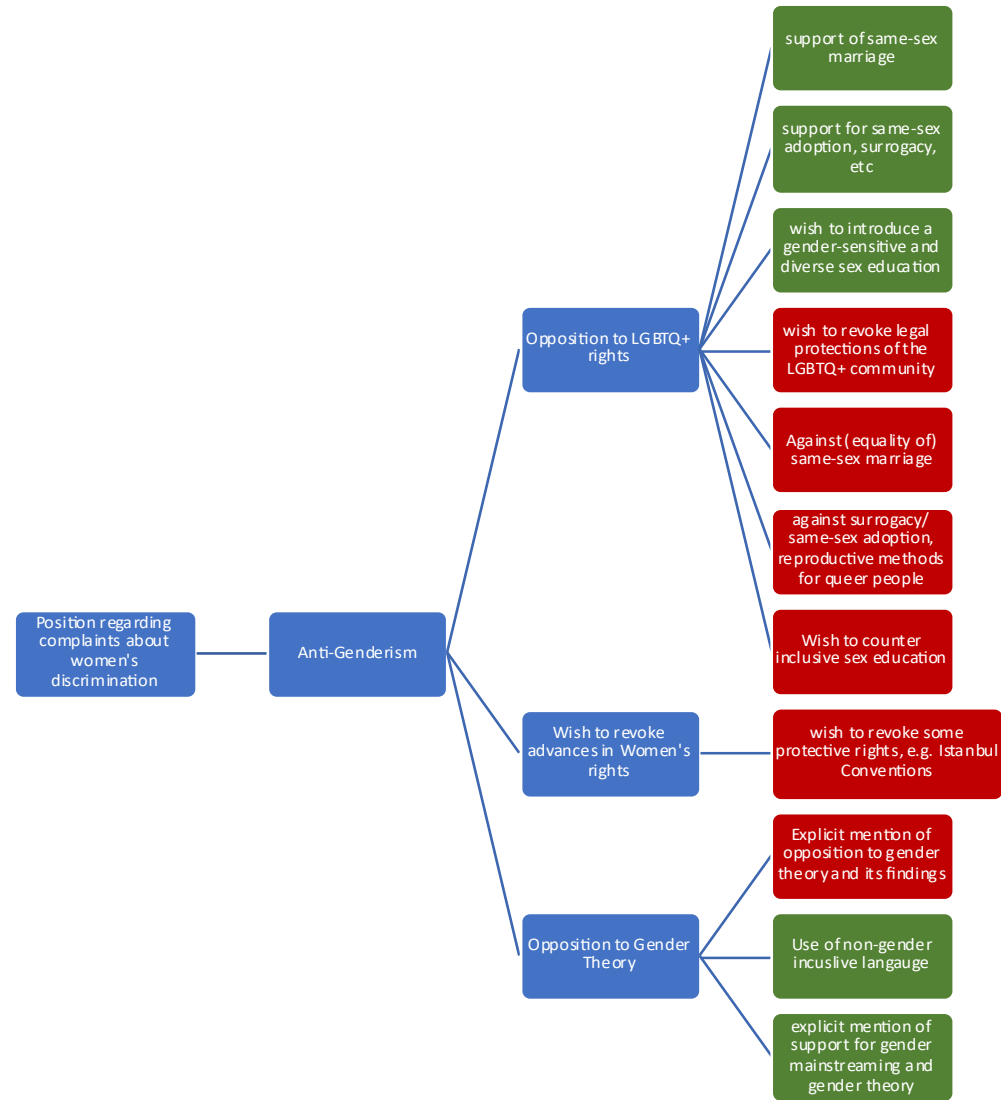 support of same-sex
marriage
support for same-sex
adoption, surrogacy,
etc
wish to introduce a
gender-sensitive and
diverse sex education
Opposition to LGBTQ+
rights
wish to revoke legal
protections of the
LGBTQ+ community
Against (equality of)
same-sex marriage
against surrogacy/
same-sex adoption,
reproductive methods
for queer people
Position regarding
complaints about
women's
discrimination
Anti-Genderism
Wish to counter
inclusive sex education
Wish to revoke
advances in Women's
rights
wish to revoke some
protective rights, e.g. Istanbul
Conventions
Explicit mention of
opposition to gender
theory and its findings
Opposition to Gender
Theory
Use of non-gender
incuslive langauge
explicit mention of
support for gender
mainstreaming and
gender theory